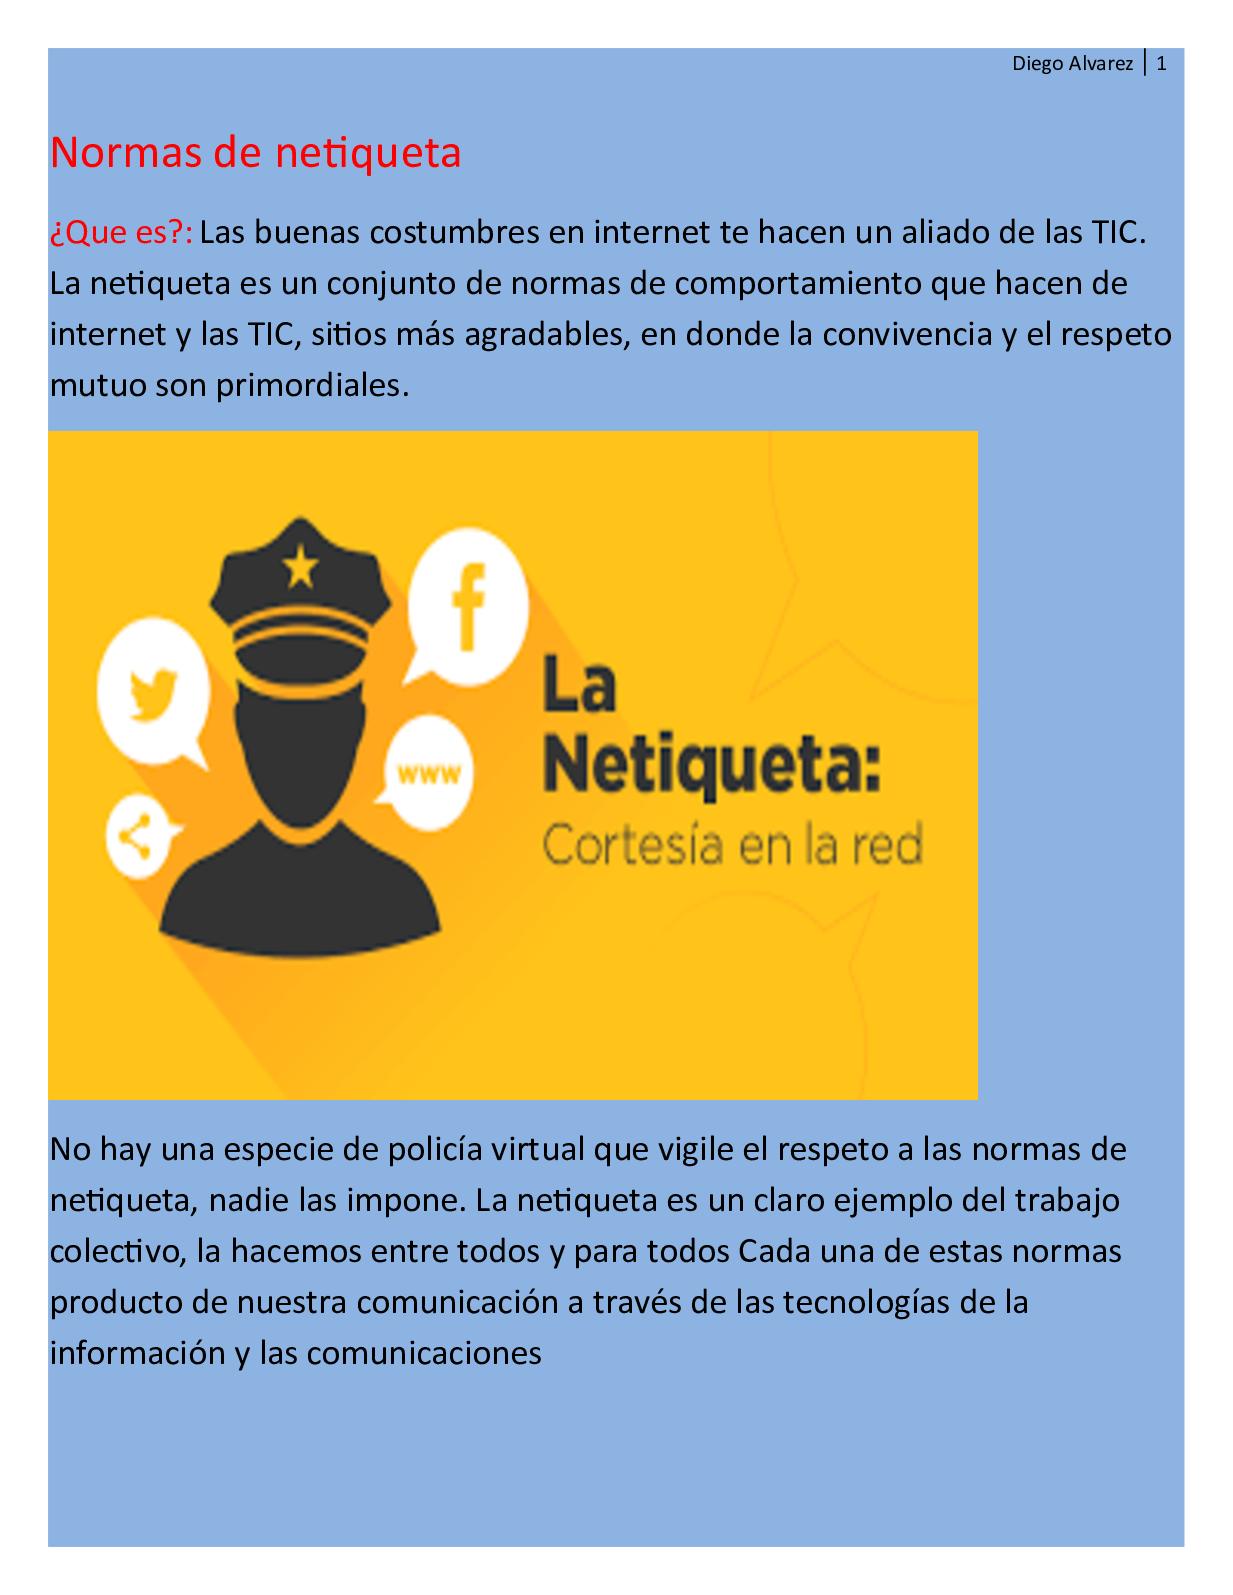 Diego Alvarez | 1
Normas de netiqueta
¿Que es?: Las buenas costumbres en internet te hacen un aliado de las TIC.
La netiqueta es un conjunto de normas de comportamiento que hacen de
internet y las TIC, sitios más agradables, en donde la convivencia y el respeto
mutuo son primordiales.
La
Netiqueta:
Cortesía en la red
www
No hay una especie de policía virtual que vigile el respeto a las normas de
netiqueta, nadie las impone. La netiqueta es un claro ejemplo del trabajo
colectivo, la hacemos entre todos y para todos Cada una de estas normas
producto de nuestra comunicación a través de las tecnologías de la
información y las comunicaciones